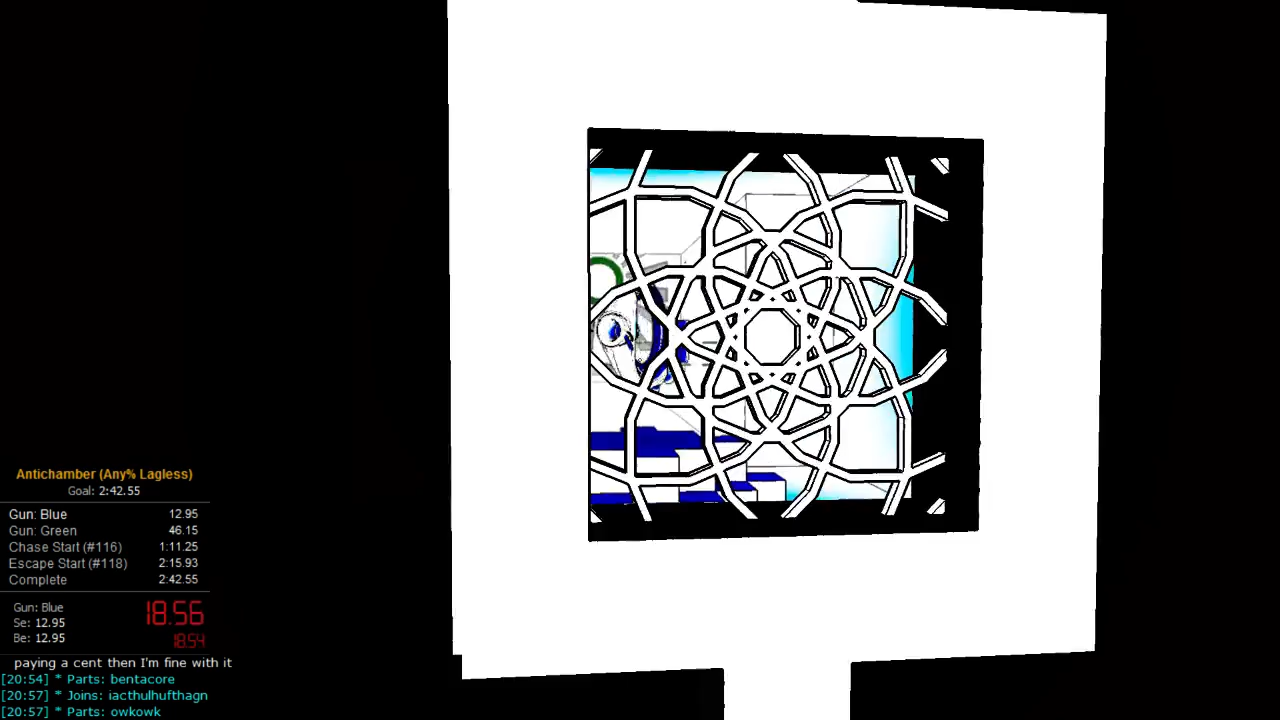 Antichamber (Any% Lagless)
Goal: 2:42.55
Gun: Blue 12.95
Gun: Green 46.15
Chase Start (#116) 1:11.25
Escape Start (#118) 2:15.93
Complete 2:42.55
Gun: Blue 18.56
Se: 12.95
Be: 12.95 18.54
paying a cent then I'm fine with it
[20:54] * Parts: bentacore
[20:57] * Joins: iacthulhufthagn
[20:57] * Parts: owkowk